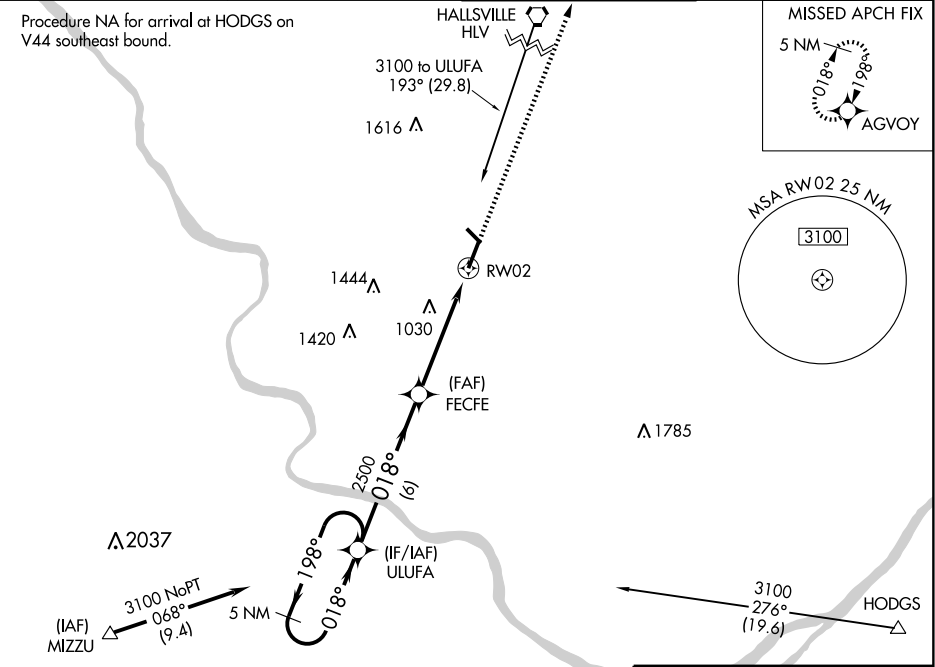 Procedure NA for arrival at HODGS on
V44 southeast bound.
HALLSVILLE
HLV
3100 to ULUFA
193° (29.8)
1616
MISSED APCH FIX
5 NM
018°
198°
AGVOY
MSA RW02 25 NM
3100
RW02
1444
1030
1420
(FAF)
FECFE
1785
2500
018°
(6)
2037
198°
018°
5 NM
(IF/IAF)
ULUFA
3100 NoPT
068°
(9.4)
(IAF)
MIZZU
3100
276°
(19.6)
HODGS